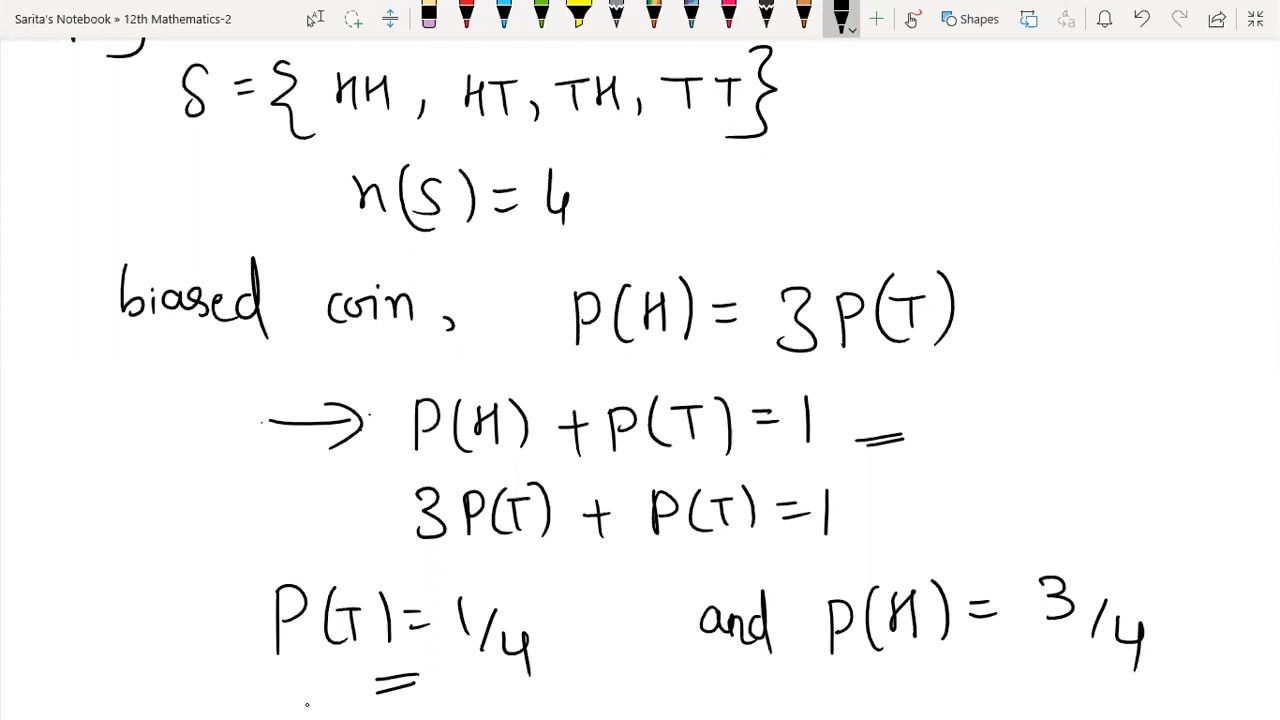 Sarita's Notebook » 12th Mathematics-2
Shapes
S = { HH, HT, TH, TT}
n(S) = 4
biased coin, P(H) = 3P(T)
→ P(H) + P(T) = 1
3P(T) + P(T) = 1
P(T) = 1/4 and P(H) = 3/4